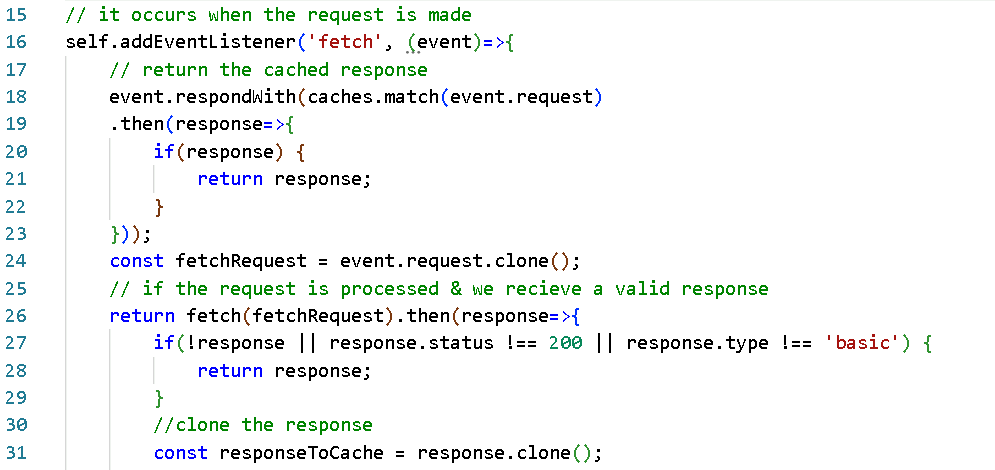 15 // it occurs when the request is made
16 self.addEventListener('fetch', (event)=>{
17 // return the cached response
18 event.respondWith(caches.match(event.request)
19 .then(response=>{
20 if(response) {
21 return response;
22 }
23 }));
24 const fetchRequest = event.request.clone();
25 // if the request is processed & we recieve a valid response
26 return fetch(fetchRequest).then(response=>{
27 if(!response || response.status !== 200 || response.type !== 'basic') {
28 return response;
29 }
30 //clone the response
31 const responseToCache = response.clone();